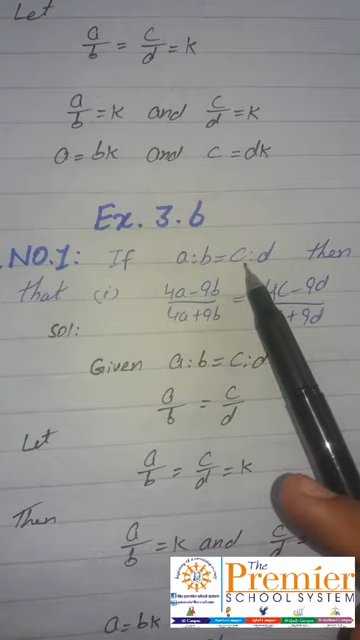 Let
a/b = c/d = k
a/b = k and c/d = k
a = bk and c = dk
Ex. 3.6
.NO.1: If a:b = c:d then
that (i) 4a-9b/4a+9b = 4c-9d/ + 9d
Sol:
Given a:b = c:d
a/b = c/d
Let
a/b = c/d = k
Then
a/b = k and c/d =
a = bk
The
Premier
SCHOOL SYSTEM